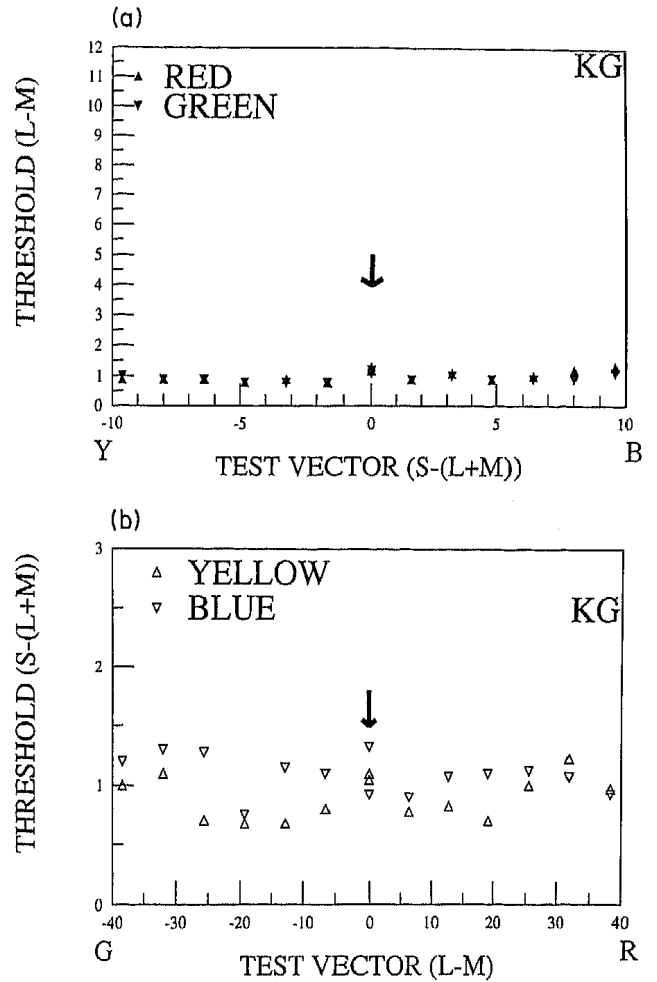 (a)
THRESHOLD (L-M)
12
11
10
9
8
7
6
5
4
3
2
1
0
RED
GREEN
KG
-10 -5 0 5 10
Y B
TEST VECTOR (S-(L+M))
(b)
THRESHOLD (S-(L+M))
3
2
1
0
YELLOW
BLUE
KG
-40 -30 -20 -10 0 10 20 30 40
G R
TEST VECTOR (L-M)